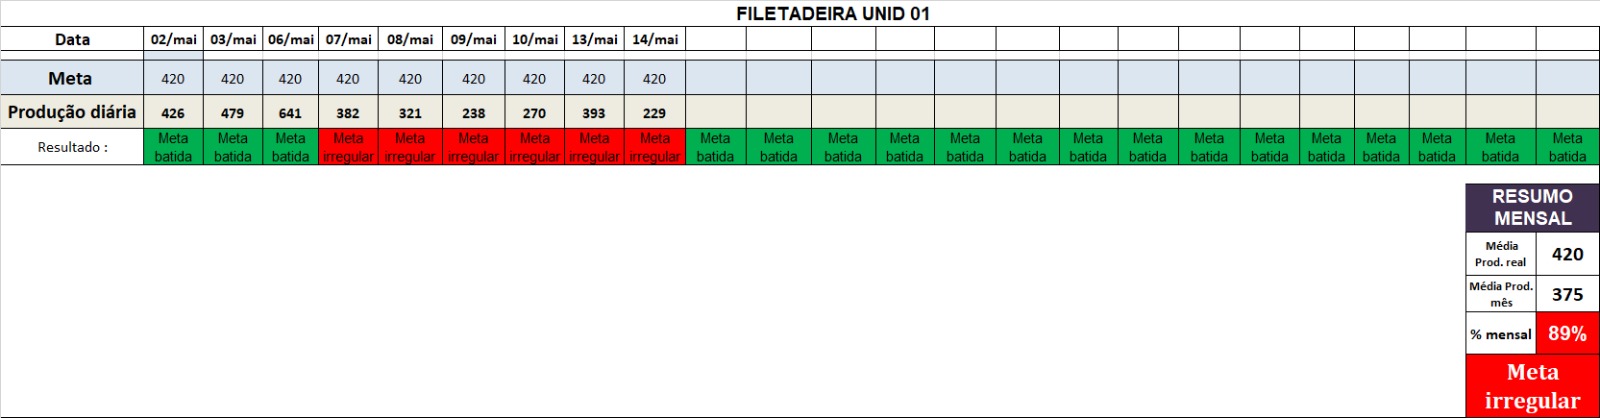 FILETADEIRA UNID 01
Data 02/mai 03/mai 06/mai 07/mai 08/mai 09/mai 10/mai 13/mai 14/mai
Meta 420 420 420 420 420 420 420 420 420
Produção diária 426 479 641 382 321 238 270 393 229
Resultado : Meta batida Meta batida Meta batida Meta irregular Meta irregular Meta irregular Meta irregular Meta irregular Meta irregular Meta batida Meta batida Meta batida Meta batida Meta batida Meta batida Meta batida Meta batida Meta batida Meta batida Meta batida Meta batida Meta batida Meta batida
RESUMO
MENSAL
Média
Prod. real 420
Média Prod.
mês 375
% mensal 89%
Meta
irregular